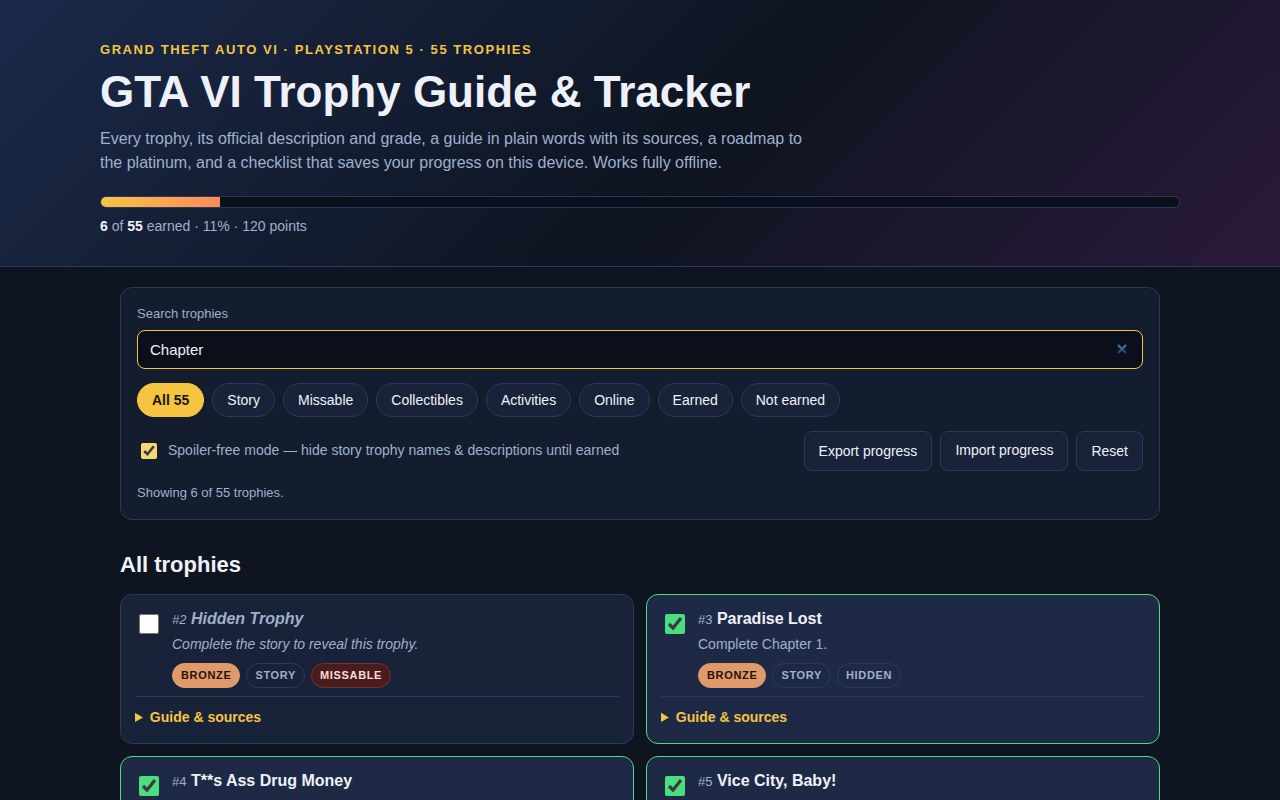 GRAND THEFT AUTO VI · PLAYSTATION 5 · 55 TROPHIES
GTA VI Trophy Guide & Tracker
Every trophy, its official description and grade, a guide in plain words with its sources, a roadmap to
the platinum, and a checklist that saves your progress on this device. Works fully offline.
6 of 55 earned · 11% · 120 points
Search trophies
Chapter
All 55 Story Missable Collectibles Activities Online Earned Not earned
Spoiler-free mode — hide story trophy names & descriptions until earned Export progress Import progress Reset
Showing 6 of 55 trophies.
All trophies
#2 Hidden Trophy
Complete the story to reveal this trophy.
BRONZE STORY MISSABLE
Guide & sources
#3 Paradise Lost
Complete Chapter 1.
BRONZE STORY HIDDEN
Guide & sources
#4 T**s Ass Drug Money
#5 Vice City, Baby!